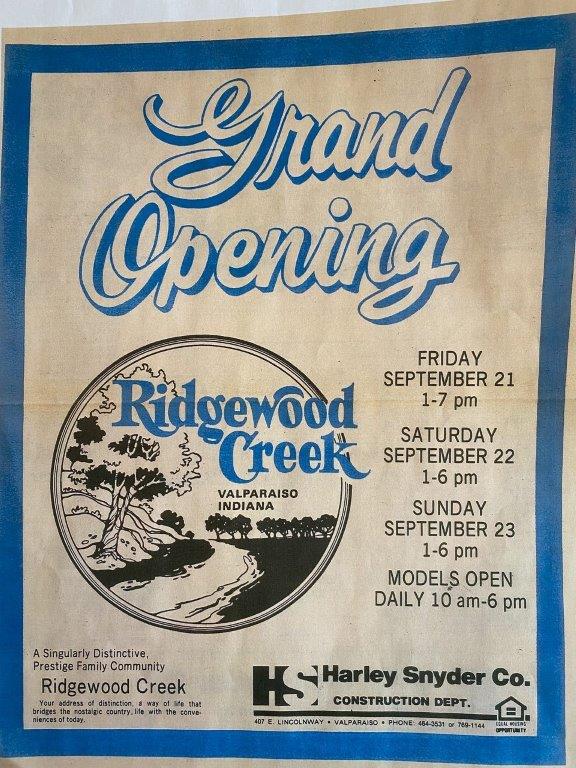 Grand
Opening
Ridgewood
Creek
VALPARAISO
INDIANA
FRIDAY
SEPTEMBER 21
1-7 pm
SATURDAY
SEPTEMBER 22
1-6 pm
SUNDAY
SEPTEMBER 23
1-6 pm
MODELS OPEN
DAILY 10 am-6 pm
A Singularly Distinctive,
Prestige Family Community
Ridgewood Creek
Your address of distinction, a way of life that
bridges the nostalgic country, life with the conve-
niences of today.
HS Harley Snyder Co.
CONSTRUCTION DEPT.
407 E. LINCOLNWAY • VALPARAISO • PHONE: 464-3531 or 769-1144
EQUAL HOUSING
OPPORTUNITY